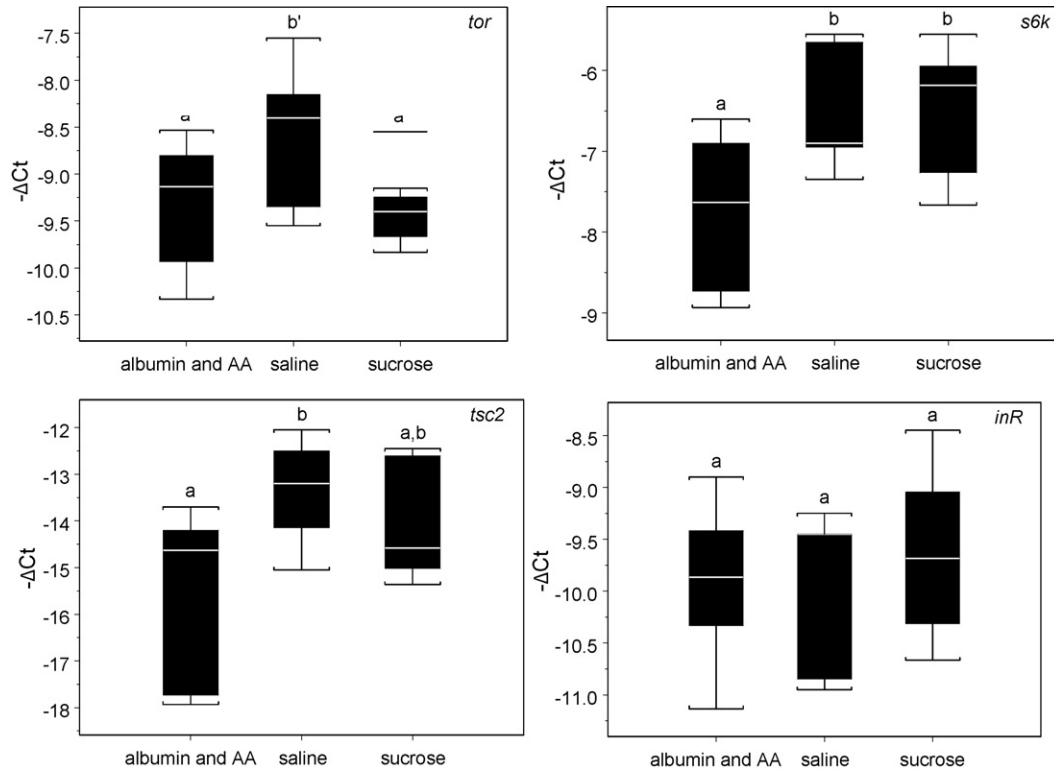 tor
b'
a
a
-7.5
-8.0
-8.5
-9.0
-9.5
-10.0
-10.5
-ΔCt
albumin and AA saline sucrose
s6k
b b
a
-6
-7
-8
-9
-ΔCt
albumin and AA saline sucrose
tsc2
b
a,b
a
-12
-13
-14
-15
-16
-17
-18
-ΔCt
albumin and AA saline sucrose
inR
a
a
a
-8.5
-9.0
-9.5
-10.0
-10.5
-11.0
-ΔCt
albumin and AA saline sucrose